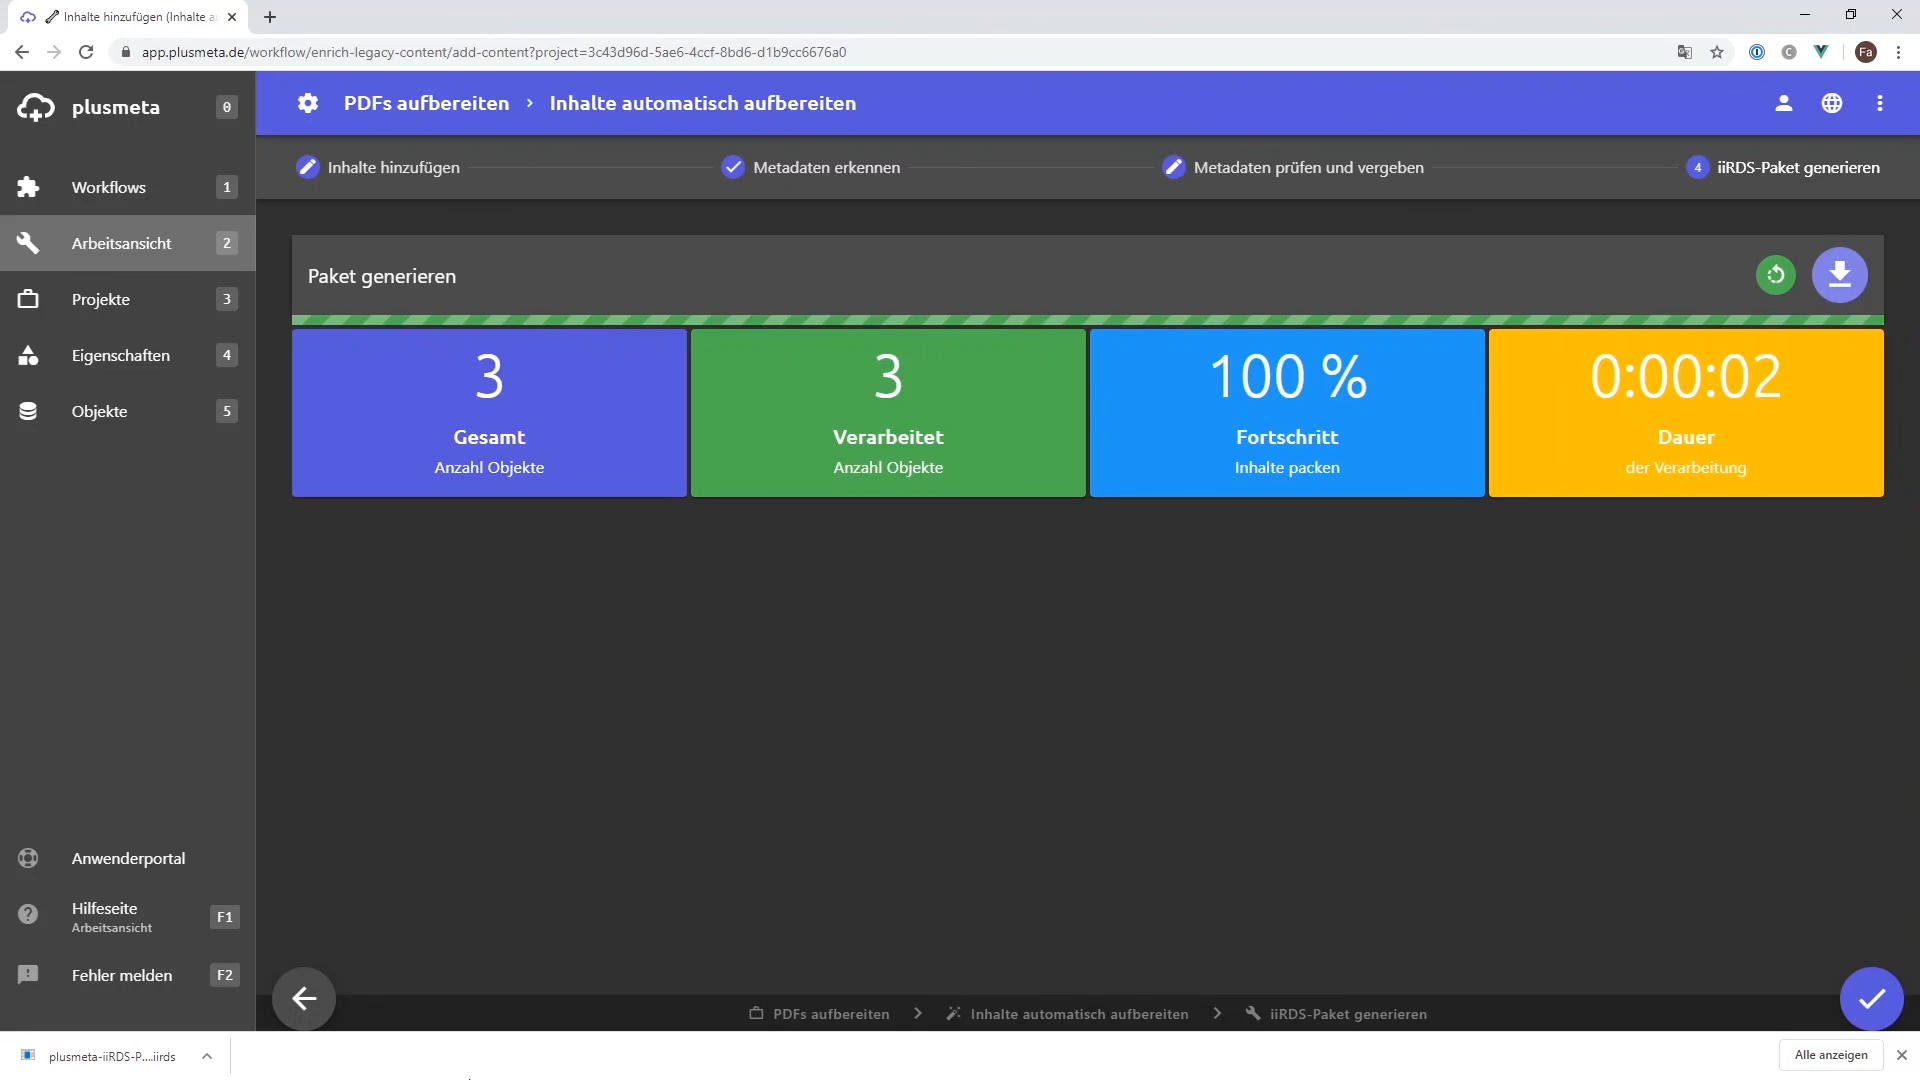 Inhalte hinzufügen (Inhalte a
app.plusmeta.de/workflow/enrich-legacy-content/add-content?project=3c43d96d-5ae6-4ccf-8bd6-d1b9cc6676a0
Fa
plusmeta 0
PDFs aufbereiten › Inhalte automatisch aufbereiten
Inhalte hinzufügen
Metadaten erkennen
Metadaten prüfen und vergeben
4 iiRDS-Paket generieren
Workflows 1
Arbeitsansicht 2
Projekte 3
Eigenschaften 4
Objekte 5
Paket generieren
3
Gesamt
Anzahl Objekte
3
Verarbeitet
Anzahl Objekte
100 %
Fortschritt
Inhalte packen
0:00:02
Dauer
der Verarbeitung
Anwenderportal
Hilfeseite F1
Arbeitsansicht
Fehler melden F2
PDFs aufbereiten
Inhalte automatisch aufbereiten
iiRDS-Paket generieren
plusmeta-iiRDS-P....iirds
Alle anzeigen